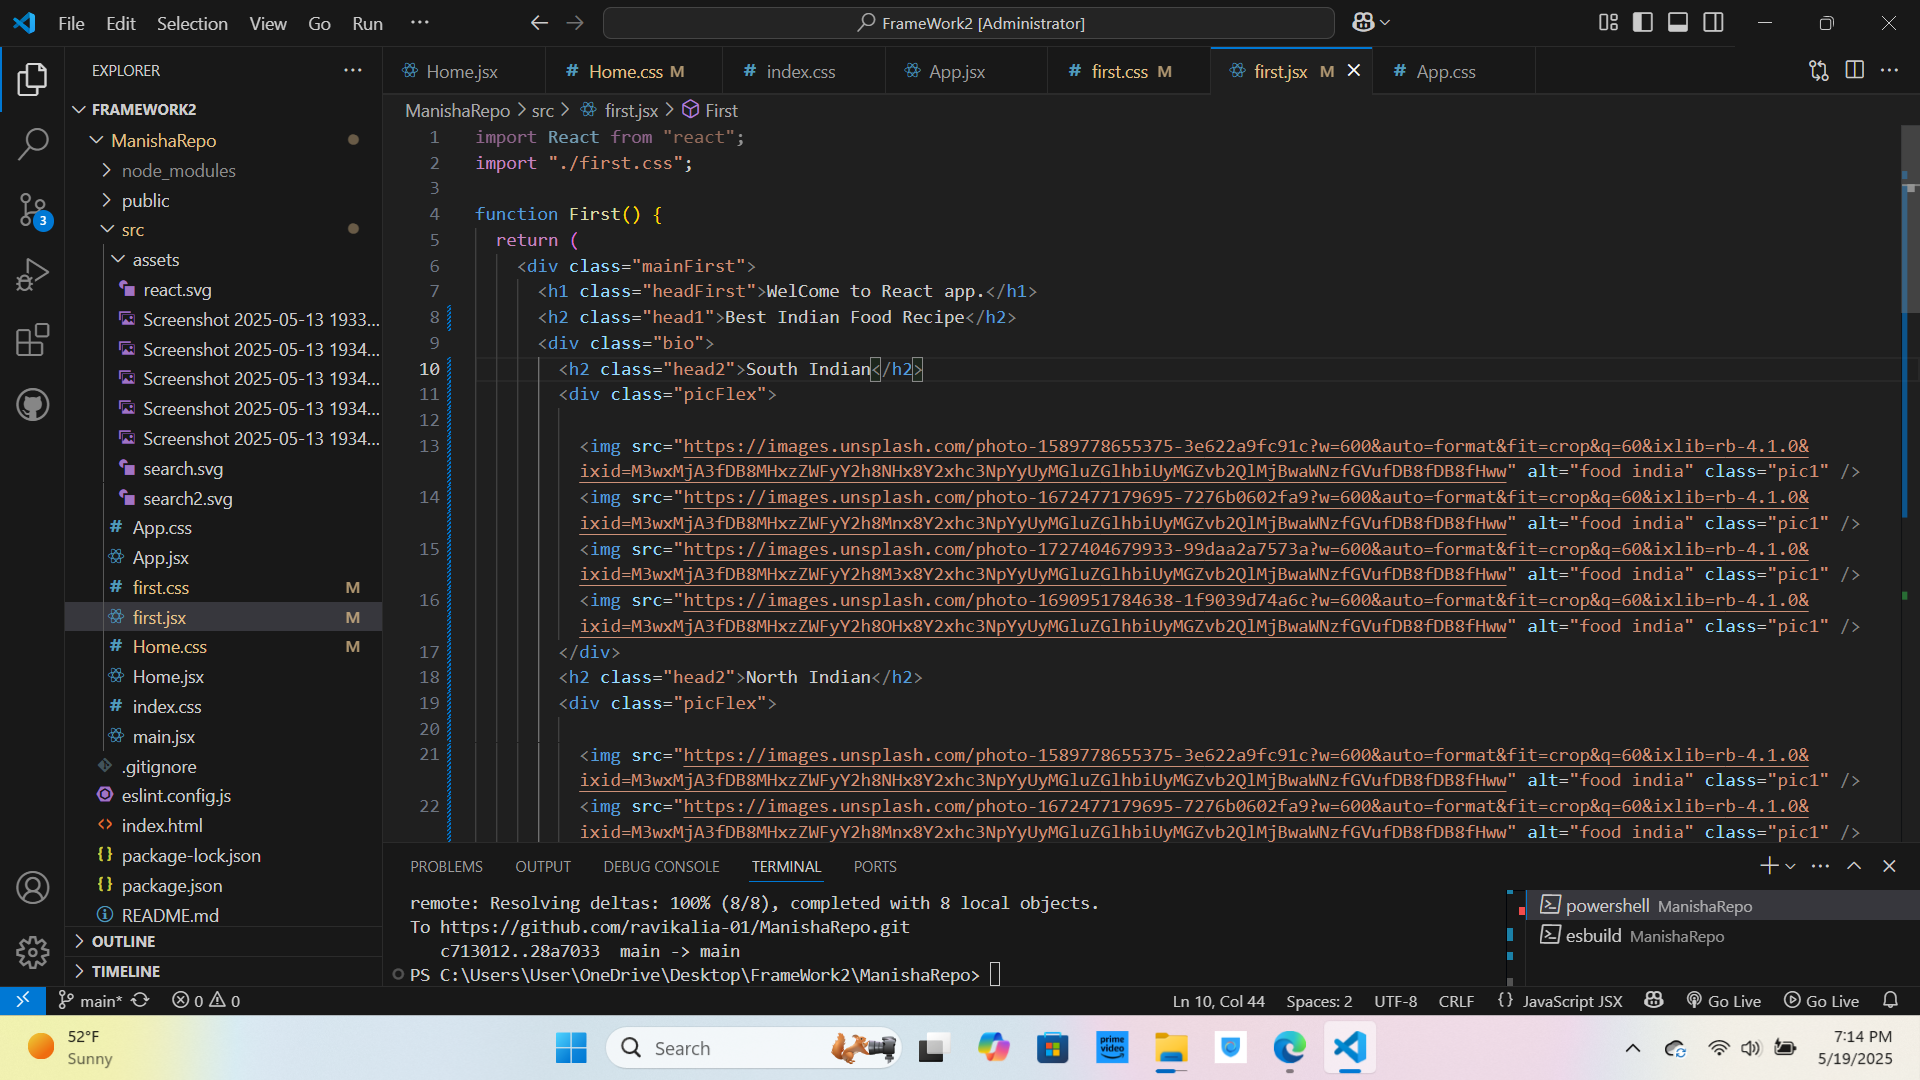 File Edit Selection View Go Run ···
FrameWork2 [Administrator]
EXPLORER
Home.jsx
Home.css M
index.css
App.jsx
first.css M
first.jsx M
App.css
ManishaRepo > src > first.jsx > First
FRAMEWORK2
ManishaRepo
node_modules
public
src
assets
react.svg
Screenshot 2025-05-13 1933...
Screenshot 2025-05-13 1934...
Screenshot 2025-05-13 1934...
Screenshot 2025-05-13 1934...
Screenshot 2025-05-13 1934...
search.svg
search2.svg
App.css
App.jsx
first.css M
first.jsx M
Home.css M
Home.jsx
index.css
main.jsx
.gitignore
eslint.config.js
index.html
package-lock.json
package.json
README.md
OUTLINE
TIMELINE
3
1 import React from "react";
2 import "./first.css";
3
4 function First() {
5 return (
6 <div class="mainFirst">
7 <h1 class="headFirst">WelCome to React app.</h1>
8 <h2 class="head1">Best Indian Food Recipe</h2>
9 <div class="bio">
10 <h2 class="head2">South Indian</h2>
11 <div class="picFlex">
12
13 <img src="https://images.unsplash.com/photo-1589778655375-3e622a9fc91c?w=600&auto=format&fit=crop&q=60&ixlib=rb-4.1.0&
ixid=M3wxMjA3fDB8MHxzZWFyY2h8NHx8Y2xhc3NpYyUyMGluZGlhbiUyMGZvb2QlMjBwaWNzfGVufDB8fDB8fHww" alt="food india" class="pic1" />
14 <img src="https://images.unsplash.com/photo-1672477179695-7276b0602fa9?w=600&auto=format&fit=crop&q=60&ixlib=rb-4.1.0&
ixid=M3wxMjA3fDB8MHxzZWFyY2h8Mnx8Y2xhc3NpYyUyMGluZGlhbiUyMGZvb2QlMjBwaWNzfGVufDB8fDB8fHww" alt="food india" class="pic1" />
15 <img src="https://images.unsplash.com/photo-1727404679933-99daa2a7573a?w=600&auto=format&fit=crop&q=60&ixlib=rb-4.1.0&
ixid=M3wxMjA3fDB8MHxzZWFyY2h8M3x8Y2xhc3NpYyUyMGluZGlhbiUyMGZvb2QlMjBwaWNzfGVufDB8fDB8fHww" alt="food india" class="pic1" />
16 <img src="https://images.unsplash.com/photo-1690951784638-1f9039d74a6c?w=600&auto=format&fit=crop&q=60&ixlib=rb-4.1.0&
ixid=M3wxMjA3fDB8MHxzZWFyY2h8OHx8Y2xhc3NpYyUyMGluZGlhbiUyMGZvb2QlMjBwaWNzfGVufDB8fDB8fHww" alt="food india" class="pic1" />
17 </div>
18 <h2 class="head2">North Indian</h2>
19 <div class="picFlex">
20
21 <img src="https://images.unsplash.com/photo-1589778655375-3e622a9fc91c?w=600&auto=format&fit=crop&q=60&ixlib=rb-4.1.0&
ixid=M3wxMjA3fDB8MHxzZWFyY2h8NHx8Y2xhc3NpYyUyMGluZGlhbiUyMGZvb2QlMjBwaWNzfGVufDB8fDB8fHww" alt="food india" class="pic1" />
22 <img src="https://images.unsplash.com/photo-1672477179695-7276b0602fa9?w=600&auto=format&fit=crop&q=60&ixlib=rb-4.1.0&
ixid=M3wxMjA3fDB8MHxzZWFyY2h8Mnx8Y2xhc3NpYyUyMGluZGlhbiUyMGZvb2QlMjBwaWNzfGVufDB8fDB8fHww" alt="food india" class="pic1" />
PROBLEMS OUTPUT DEBUG CONSOLE TERMINAL PORTS
remote: Resolving deltas: 100% (8/8), completed with 8 local objects.
To https://github.com/ravikalia-01/ManishaRepo.git
c713012..28a7033 main -> main
PS C:\Users\User\OneDrive\Desktop\FrameWork2\ManishaRepo>
powershell ManishaRepo
esbuild ManishaRepo
main* 0 0
Ln 10, Col 44 Spaces: 2 UTF-8 CRLF {} JavaScript JSX Go Live Go Live
52°F
Sunny
Search
prime
video
7:14 PM
5/19/2025